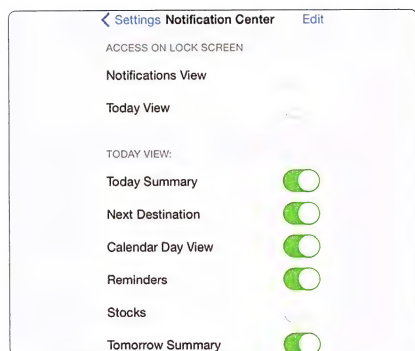 Settings Notification Center Edit
ACCESS ON LOCK SCREEN
Notifications View
Today View
TODAY VIEW:
Today Summary
Next Destination
Calendar Day View
Reminders
Stocks
Tomorrow Summary